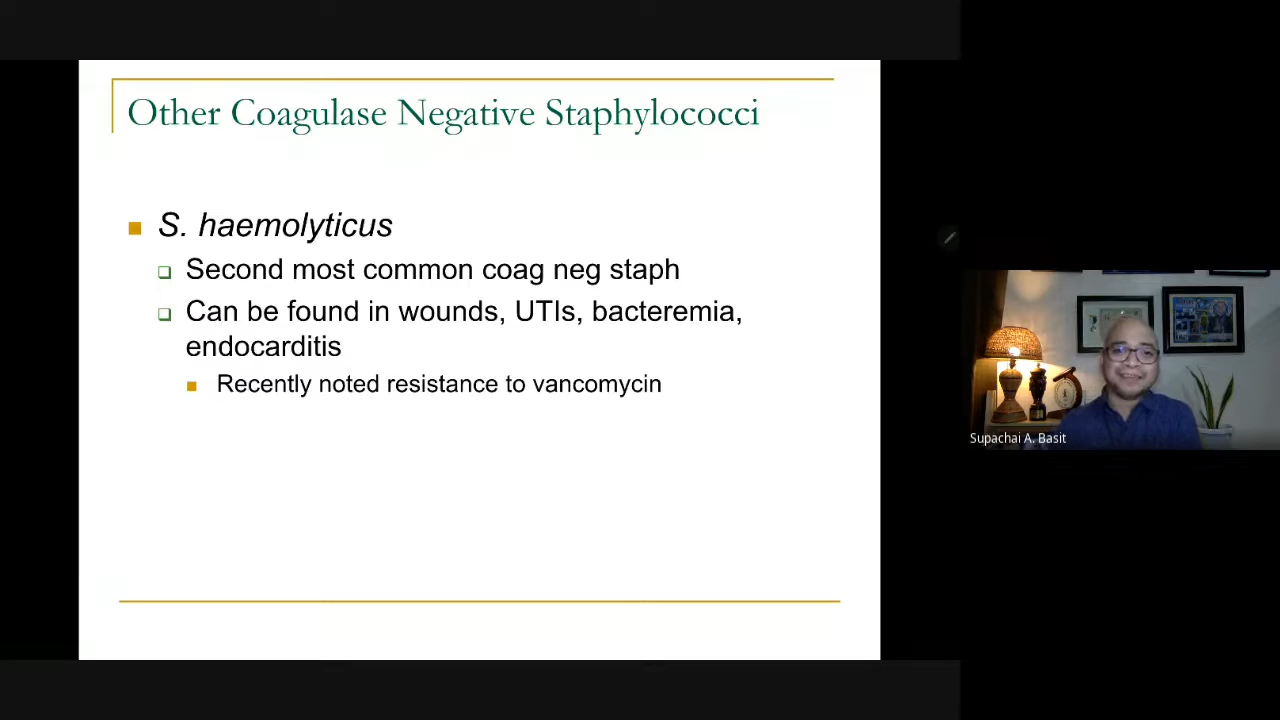 Other Coagulase Negative Staphylococci
S. haemolyticus
Second most common coag neg staph
Can be found in wounds, UTIs, bacteremia,
endocarditis
Recently noted resistance to vancomycin
Supachai A. Basit